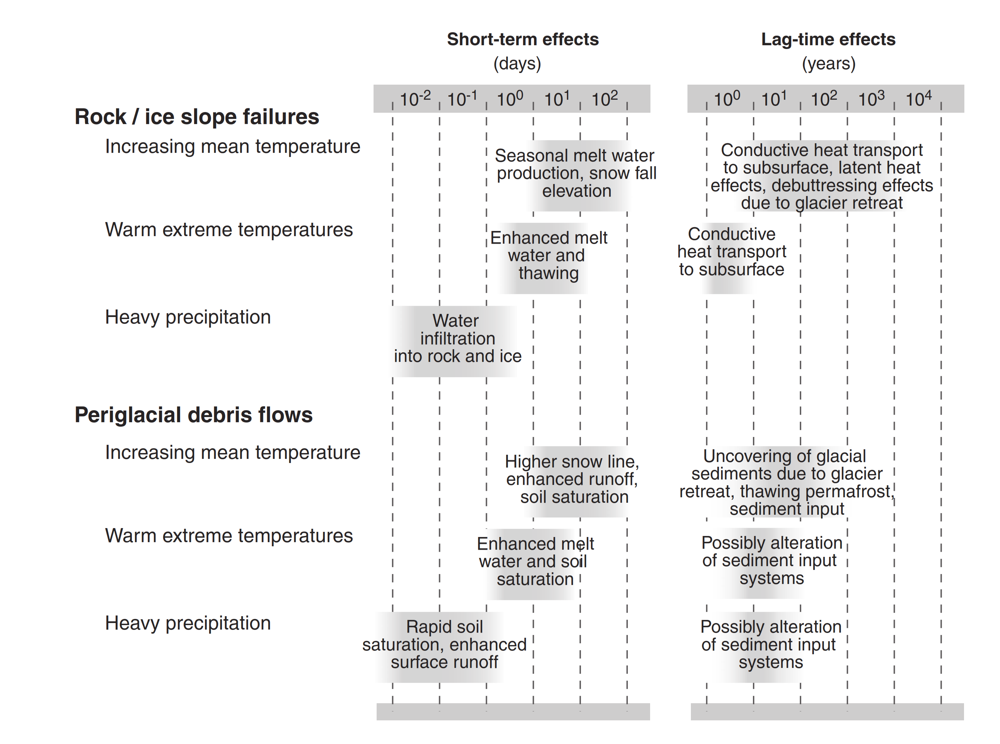 Short-term effects
(days)
Lag-time effects
(years)
10-2 10-1 100 101 102
100 101 102 103 104
Rock / ice slope failures
Increasing mean temperature
Seasonal melt water
production, snow fall
elevation
Conductive heat transport
to subsurface, latent heat
effects, debuttressing effects
due to glacier retreat
Warm extreme temperatures
Enhanced melt
water and
thawing
Conductive
heat transport
to subsurface
Heavy precipitation
Water
infiltration
into rock and ice
Periglacial debris flows
Increasing mean temperature
Higher snow line,
enhanced runoff,
soil saturation
Uncovering of glacial
sediments due to glacier
retreat, thawing permafrost,
sediment input
Warm extreme temperatures
Enhanced melt
water and soil
saturation
Possibly alteration
of sediment input
systems
Heavy precipitation
Rapid soil
saturation, enhanced
surface runoff
Possibly alteration
of sediment input
systems